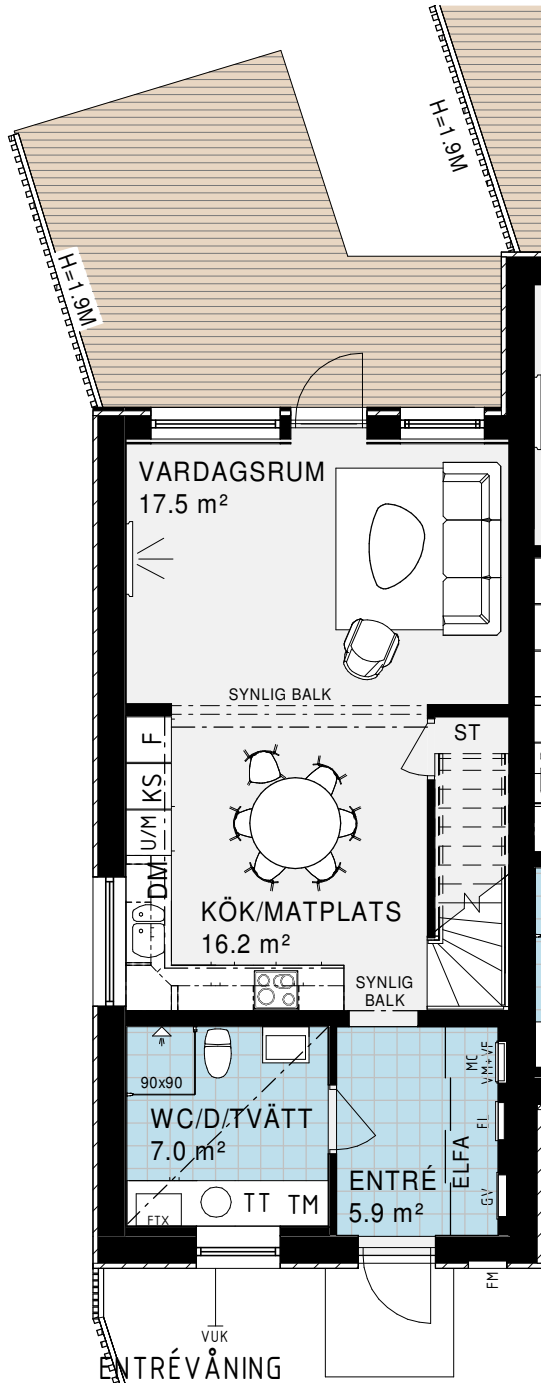 H=1.9M
H=1.9M
VARDAGSRUM
17.5 m²
SYNLIG BALK
ST
F
KS
U/M
DM
KÖK/MATPLATS
16.2 m²
SYNLIG
BALK
90x90
WC/D/TVÄTT
7.0 m²
MC
VM+VF
FI
ELFA
ENTRÉ
5.9 m²
GV
TT
TM
FTX
FM
VUK
ENTRÉVÅNING